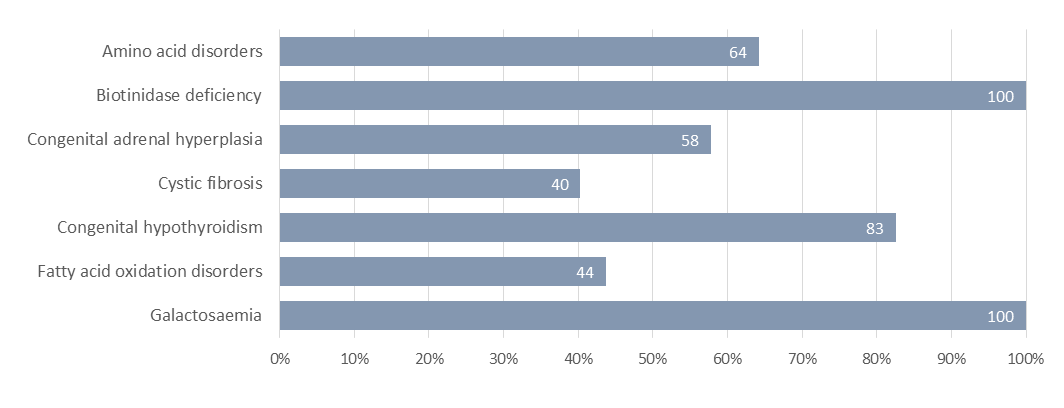 Amino acid disorders 64
Biotinidase deficiency 100
Congenital adrenal hyperplasia 58
Cystic fibrosis 40
Congenital hypothyroidism 83
Fatty acid oxidation disorders 44
Galactosaemia 100
0% 10% 20% 30% 40% 50% 60% 70% 80% 90% 100%